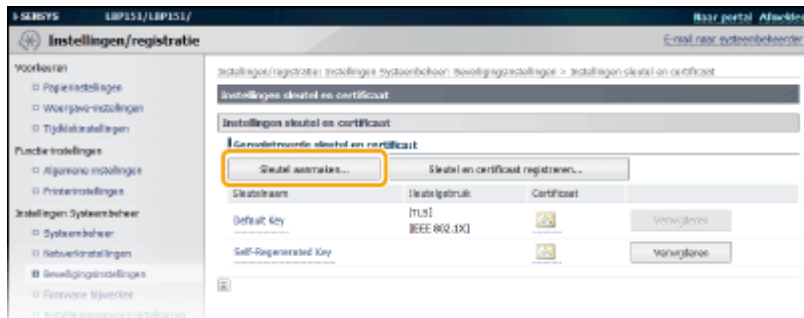 i-SENSYS LBP151/LBP151/ Naar portal Afmelden
Instellingen/registratie E-mail naar systeembeheerder
Voorkeuren
Papierinstellingen
Weergave-instellingen
Tijdklokinstellingen
Functie-instellingen
Algemene instellingen
Printerinstellingen
Instellingen Systeembeheer
Systeembeheer
Netwerkinstellingen
Beveiligingsinstellingen
Firmware bijwerken
Instellingen/registratie: Instellingen Systeembeheer: Beveiligingsinstellingen > Instellingen sleutel en certificaat
Instellingen sleutel en certificaat
Instellingen sleutel en certificaat
Geregistreerde sleutel en certificaat
Sleutel aanmaken... Sleutel en certificaat registreren...
Sleutelnaam Sleutelgebruik Certificaat
Default Key [TLS] Verwijderen
[IEEE 802.1X]
Self-Regenerated Key Verwijderen